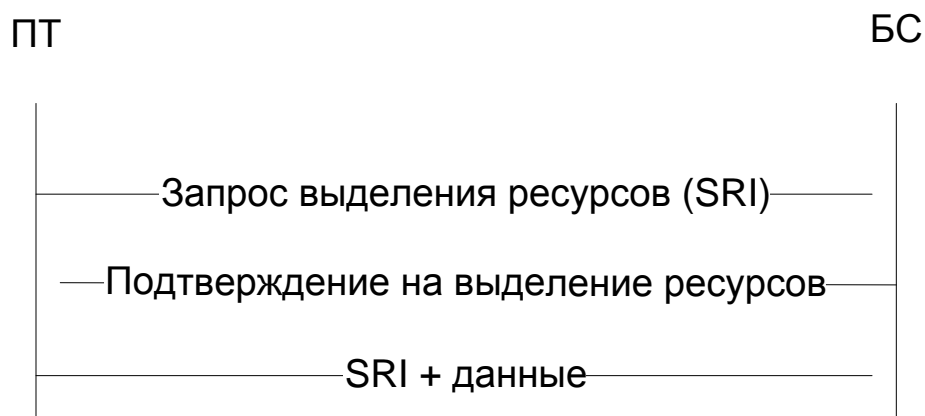 ПТ
БС
Запрос выделения ресурсов (SRI)
Подтверждение на выделение ресурсов
SRI + данные